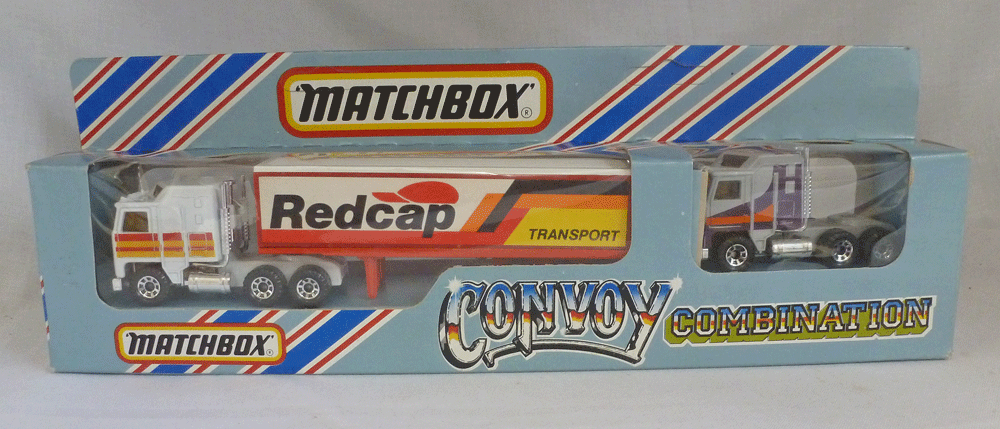 'MATCHBOX'®
Redcap
TRANSPORT
CONVOY COMBINATION
'MATCHBOX'®